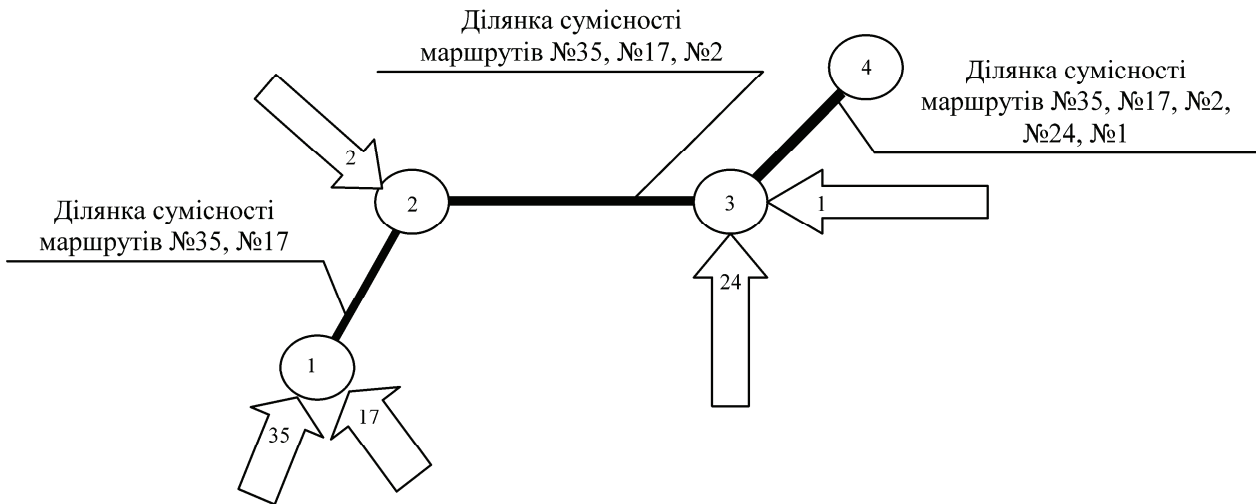 Ділянка сумісності
маршрутів №35, №17, №2
4
Ділянка сумісності
маршрутів №35, №17, №2,
№24, №1
2
2
3
1
Ділянка сумісності
маршрутів №35, №17
24
1
35
17